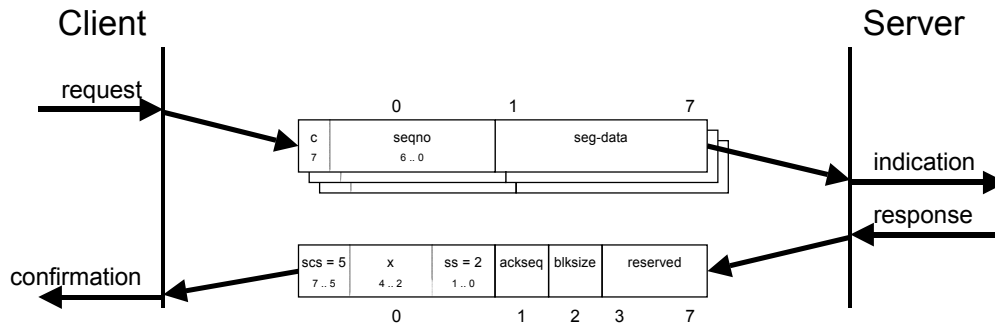 Client Server
request
0 1 7
c seqno seg-data
7 6 .. 0
indication
response
scs = 5 x ss = 2 ackseq blksize reserved
7 .. 5 4 .. 2 1 .. 0
confirmation
0 1 2 3 7